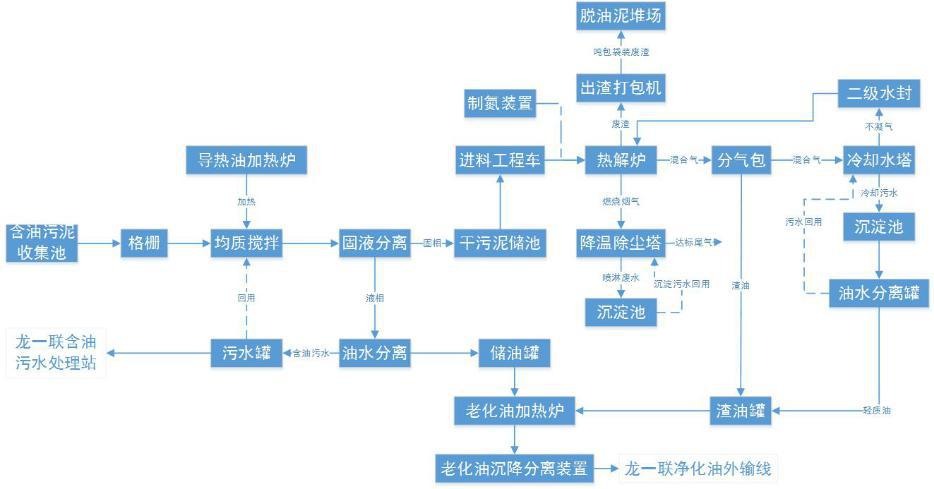 脱油泥堆场
吨包袋装废渣
出渣打包机
二级水封
制氮装置
废渣
不凝气
导热油加热炉
进料工程车
热解炉
混合气
分气包
混合气
冷却水塔
加热
燃烧烟气
冷却污水
含油污泥
收集池
格栅
均质搅拌
固液分离
固相
干污泥储池
降温除尘塔
达标尾气
污水回用
沉淀池
喷淋废水
沉淀污水回用
渣油
油水分离罐
回用
液相
沉淀池
龙一联含油
污水处理站
污水罐
含油污水
油水分离
储油罐
老化油加热炉
渣油罐
轻质油
老化油沉降分离装置
龙一联净化油外输线